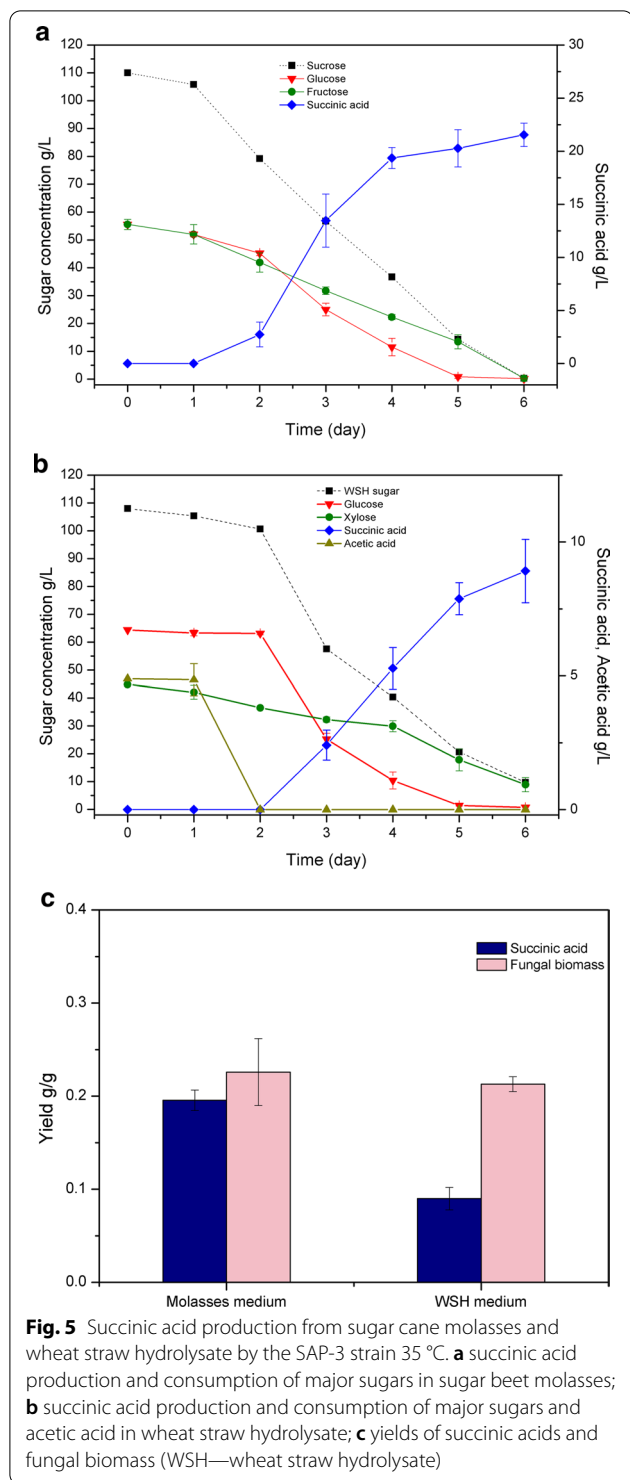 a
120
110
100
90
80
70
60
50
40
30
20
10
0
Sugar concentration g/L
Sucrose
Glucose
Fructose
Succinic acid
30
25
20
15
10
5
0
Succinic acid g/L
0 1 2 3 4 5 6
Time (day)
b
120
110
100
90
80
70
60
50
40
30
20
10
0
Sugar concentration g/L
WSH sugar
Glucose
Xylose
Succinic acid
Acetic acid
10
5
0
Succinic acid, Acetic acid g/L
0 1 2 3 4 5 6
Time (day)
c
0.4
0.3
0.2
0.1
0.0
Yield g/g
Succinic acid
Fungal biomass
Molasses medium WSH medium
Fig. 5 Succinic acid production from sugar cane molasses and
wheat straw hydrolysate by the SAP-3 strain 35 °C. a succinic acid
production and consumption of major sugars in sugar beet molasses;
b succinic acid production and consumption of major sugars and
acetic acid in wheat straw hydrolysate; c yields of succinic acids and
fungal biomass (WSH—wheat straw hydrolysate)